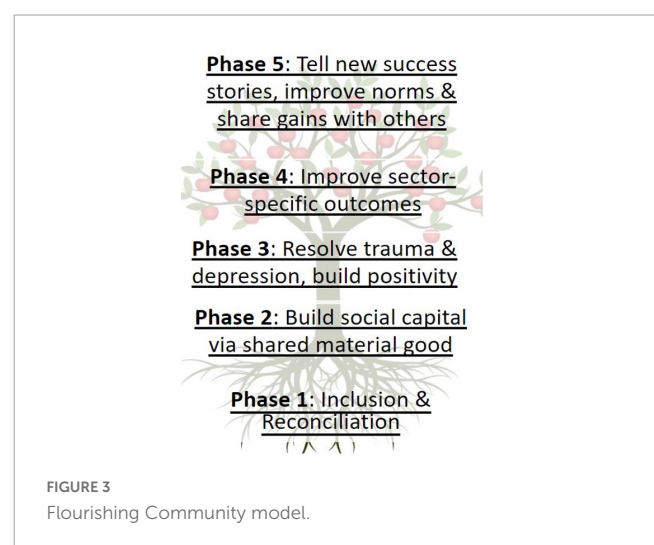 Phase 5: Tell new success
stories, improve norms &
share gains with others
Phase 4: Improve sector-
specific outcomes
Phase 3: Resolve trauma &
depression, build positivity
Phase 2: Build social capital
via shared material good
Phase 1: Inclusion &
Reconciliation
FIGURE 3
Flourishing Community model.